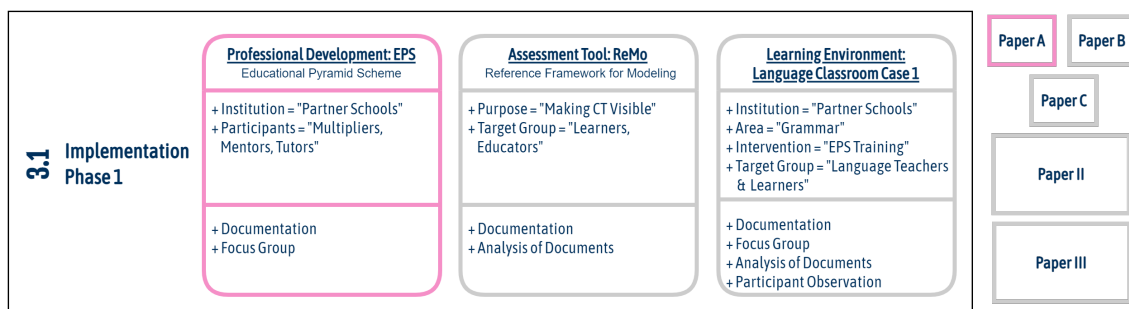 3.1
Implementation
Phase 1
Professional Development: EPS
Educational Pyramid Scheme
+ Institution = "Partner Schools"
+ Participants = "Multipliers,
Mentors, Tutors"
+ Documentation
+ Focus Group
Assessment Tool: ReMo
Reference Framework for Modeling
+ Purpose = "Making CT Visible"
+ Target Group = "Learners,
Educators"
+ Documentation
+ Analysis of Documents
Learning Environment:
Language Classroom Case 1
+ Institution = "Partner Schools"
+ Area = "Grammar"
+ Intervention = "EPS Training"
+ Target Group = "Language Teachers
& Learners"
+ Documentation
+ Focus Group
+ Analysis of Documents
+ Participant Observation
Paper A
Paper B
Paper C
Paper II
Paper III